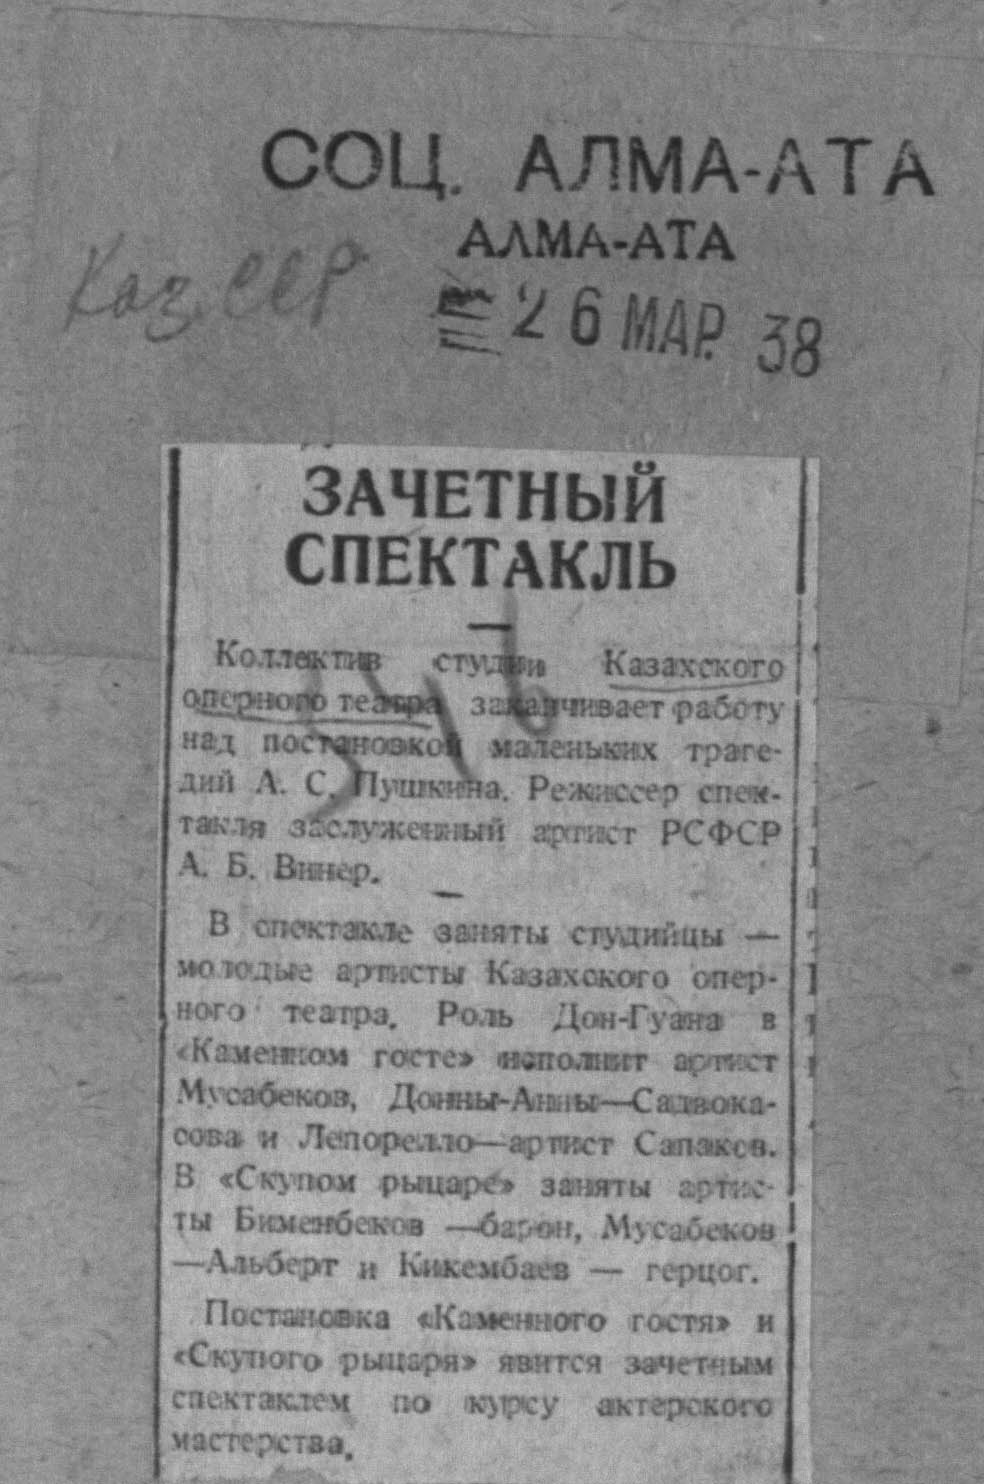 СОЦ. АЛМА-АТА
АЛМА-АТА
Каз. ССР
26 МАР. 38
ЗАЧЕТНЫЙ
СПЕКТАКЛЬ
546
Коллектив студии Казахского
оперного театра заканчивает работу
над постановкой маленьких траге-
дий А. С. Пушкина. Режиссер спек-
такля заслуженный артист РСФСР
А. Б. Винер.
В спектакле заняты студийцы —
молодые артисты Казахского опер-
ного театра. Роль Дон-Гуана в
«Каменном госте» исполнит артист
Мусабеков, Донны-Анны—Садвока-
сова и Лепорелло—артист Сапаков.
В «Скупом рыцаре» заняты артис-
ты Бименбеков —барон, Мусабеков
—Альберт и Кикембаев — герцог.
Постановка «Каменного гостя» и
«Скупого рыцаря» явится зачетным
спектаклем по курсу актерского
мастерства.